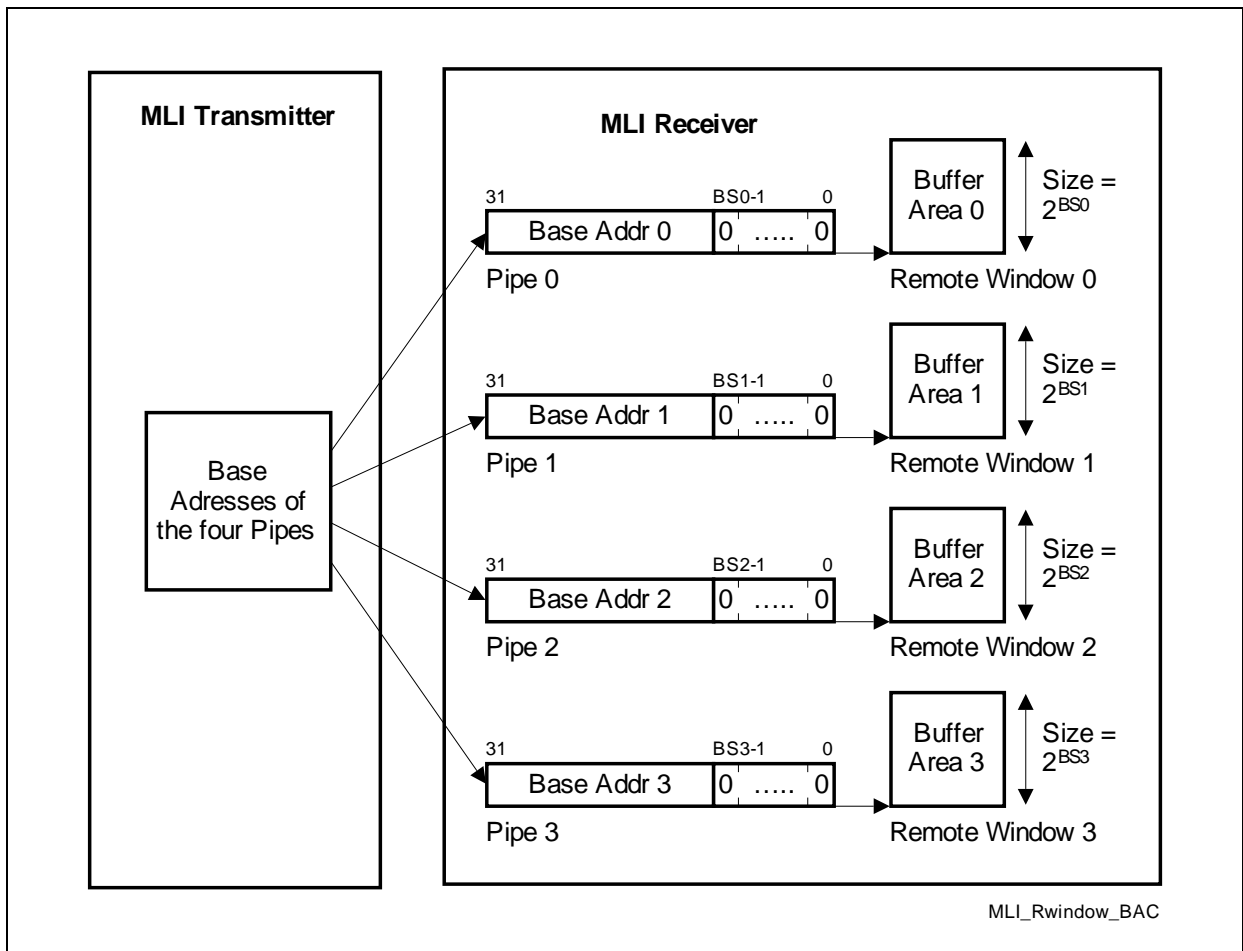 MLI Transmitter
Base
Adresses of
the four Pipes
MLI Receiver
31 BS0-1 0
Base Addr 0 0 ..... 0
Pipe 0
Buffer
Area 0
Size =
2^BS0
Remote Window 0
31 BS1-1 0
Base Addr 1 0 ..... 0
Pipe 1
Buffer
Area 1
Size =
2^BS1
Remote Window 1
31 BS2-1 0
Base Addr 2 0 ..... 0
Pipe 2
Buffer
Area 2
Size =
2^BS2
Remote Window 2
31 BS3-1 0
Base Addr 3 0 ..... 0
Pipe 3
Buffer
Area 3
Size =
2^BS3
Remote Window 3
MLI_Rwindow_BAC